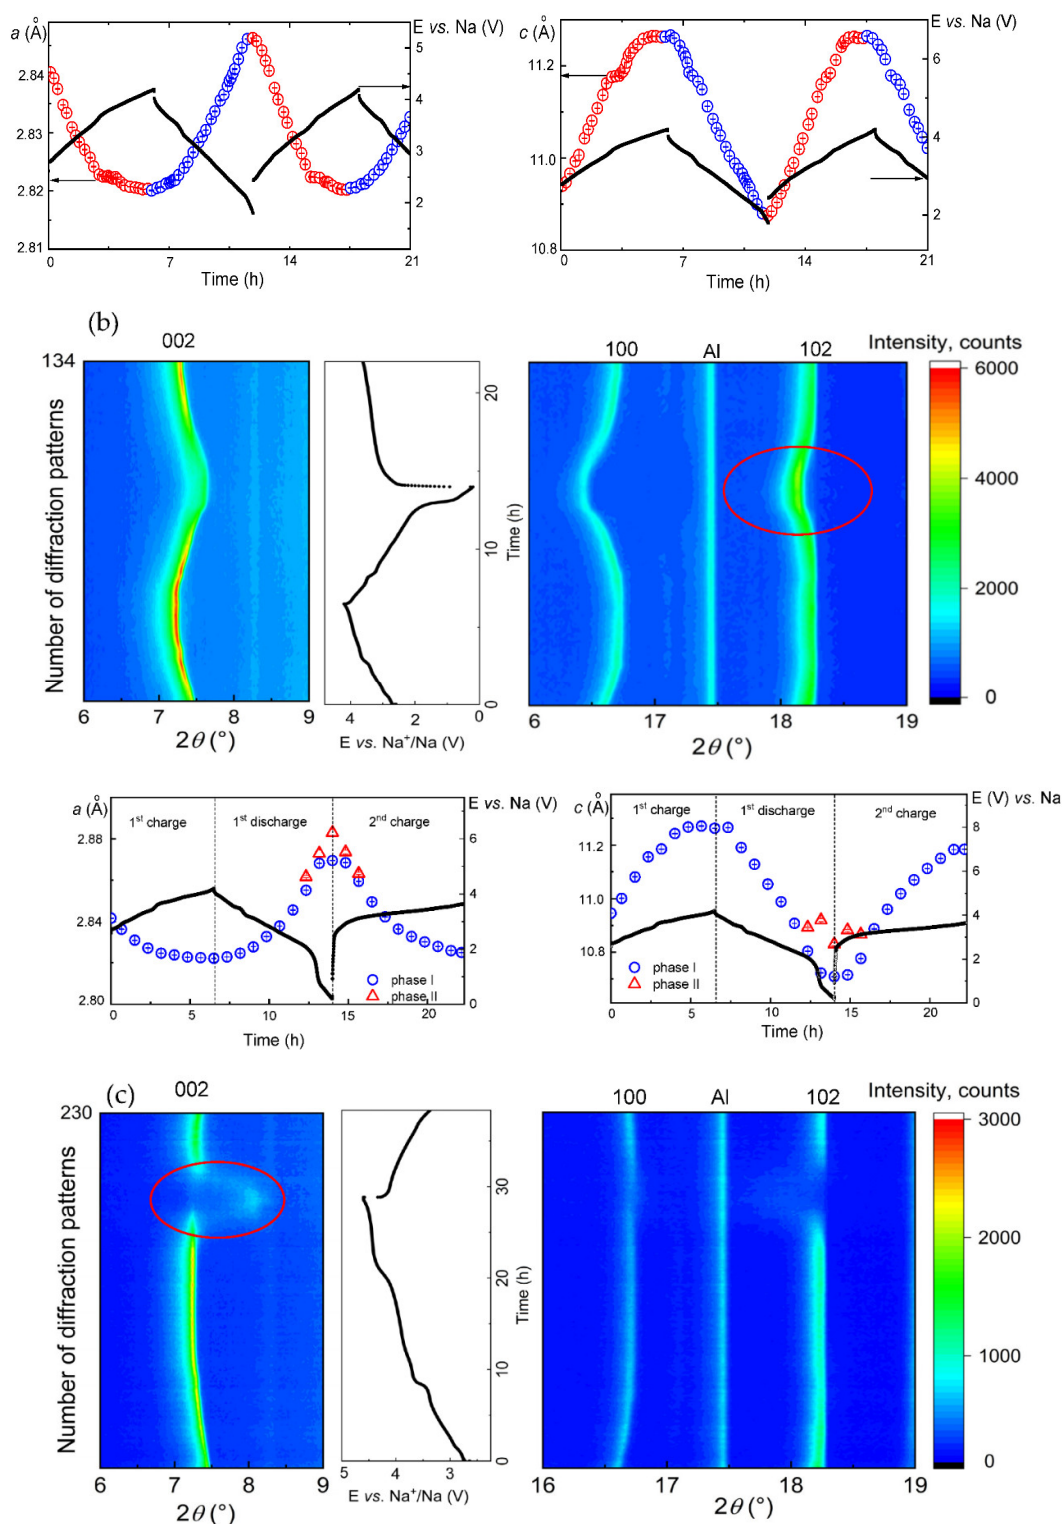 a (Å)
E vs. Na (V)
2.84
2.83
2.82
2.81
5
4
3
2
0
7
14
21
Time (h)
c (Å)
E vs. Na (V)
11.2
11.0
10.8
6
4
2
0
7
14
21
Time (h)
(b)
002
134
Number of diffraction patterns
6
7
8
9
2θ (°)
20
10
0
Time (h)
4
2
0
E vs. Na⁺/Na (V)
100
Al
102
6
17
18
19
2θ (°)
Intensity, counts
6000
4000
2000
0
a (Å)
E vs. Na (V)
1st charge
1st discharge
2nd charge
2.88
2.84
2.80
6
4
2
0
phase I
phase II
0
5
10
15
20
Time (h)
c (Å)
E (V) vs. Na
1st charge
1st discharge
2nd charge
11.2
11.0
10.8
8
6
4
2
0
phase I
phase II
0
5
10
15
20
Time (h)
(c)
002
230
Number of diffraction patterns
6
7
8
9
2θ (°)
30
20
10
0
Time (h)
5
4
3
E vs. Na⁺/Na (V)
100
Al
102
16
17
18
19
2θ (°)
Intensity, counts
3000
2000
1000
0